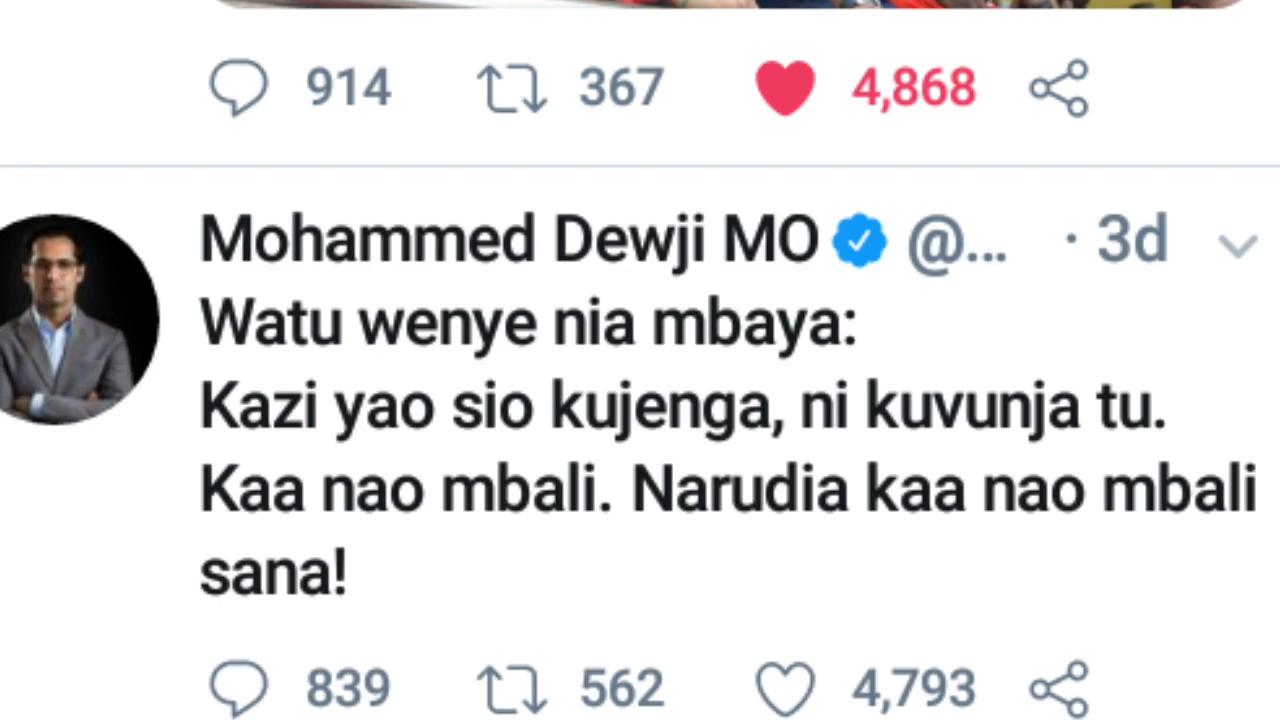 914 367 4,868
Mohammed Dewji MO @... · 3d
Watu wenye nia mbaya:
Kazi yao sio kujenga, ni kuvunja tu.
Kaa nao mbali. Narudia kaa nao mbali
sana!
839 562 4,793